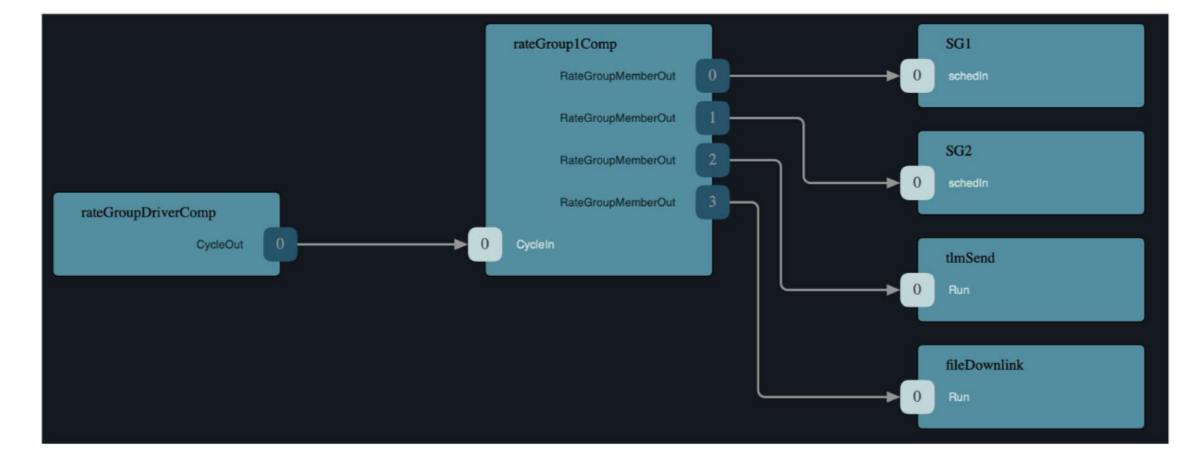 rateGroupDriverComp
CycleOut 0
rateGroup1Comp
RateGroupMemberOut 0
RateGroupMemberOut 1
RateGroupMemberOut 2
RateGroupMemberOut 3
0 CycleIn
SG1
0 schedIn
SG2
0 schedIn
tlmSend
0 Run
fileDownlink
0 Run